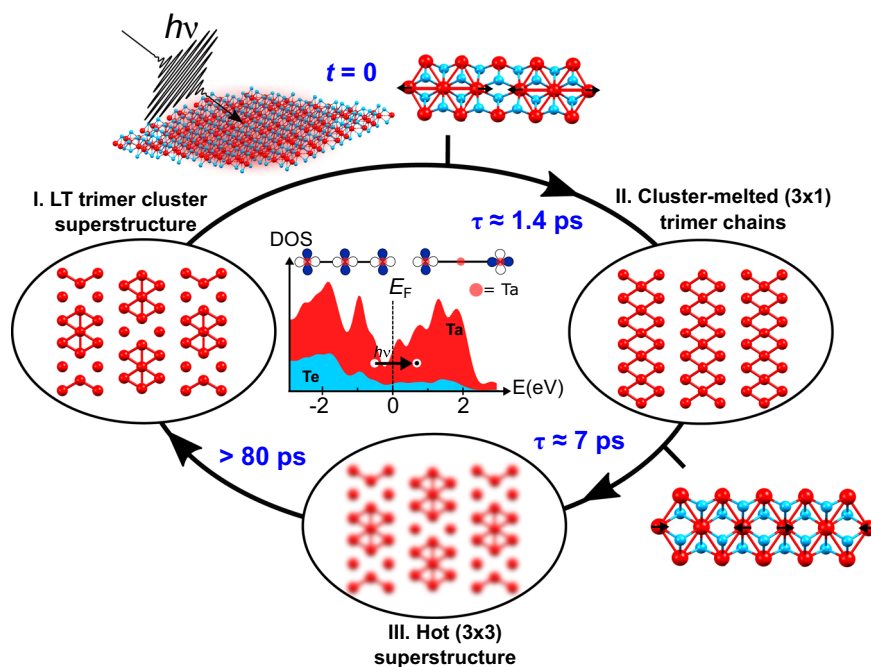 hν
t = 0
I. LT trimer cluster
superstructure
II. Cluster-melted (3x1)
trimer chains
τ ≈ 1.4 ps
DOS
E_F
= Ta
Ta
hν
Te
E(eV)
-2 0 2
> 80 ps
τ ≈ 7 ps
III. Hot (3x3)
superstructure